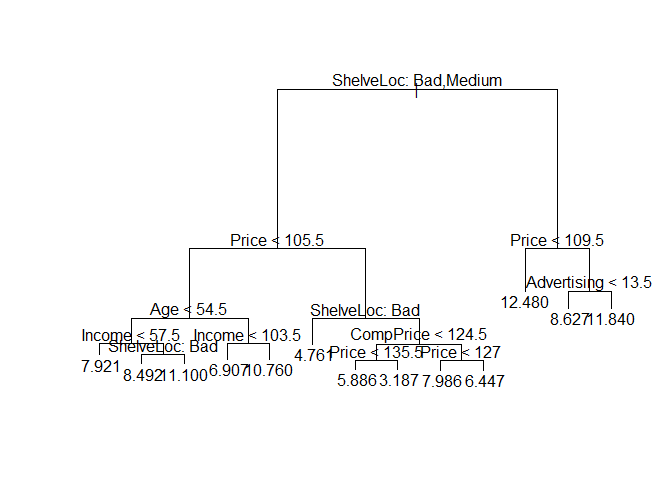 ShelveLoc: Bad,Medium
Price < 105.5
Price < 109.5
Advertising < 13.5
12.480
Age < 54.5
ShelveLoc: Bad
8.627
11.840
Income < 57.5
Income < 103.5
CompPrice < 124.5
ShelveLoc: Bad
4.761
Price < 135.5
Price < 127
7.921
8.492
11.100
6.907
10.760
5.886
3.187
7.986
6.447